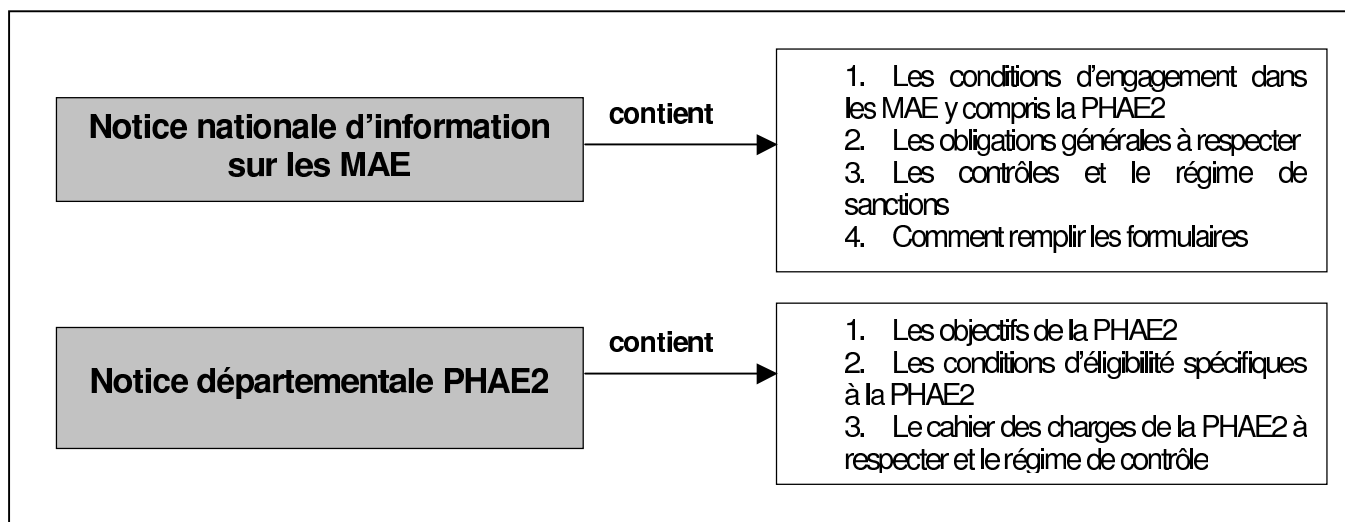 Notice nationale d'information
sur les MAE
contient
1. Les conditions d'engagement dans
les MAE y compris la PHAE2
2. Les obligations générales à respecter
3. Les contrôles et le régime de
sanctions
4. Comment remplir les formulaires
Notice départementale PHAE2
contient
1. Les objectifs de la PHAE2
2. Les conditions d'éligibilité spécifiques
à la PHAE2
3. Le cahier des charges de la PHAE2 à
respecter et le régime de contrôle